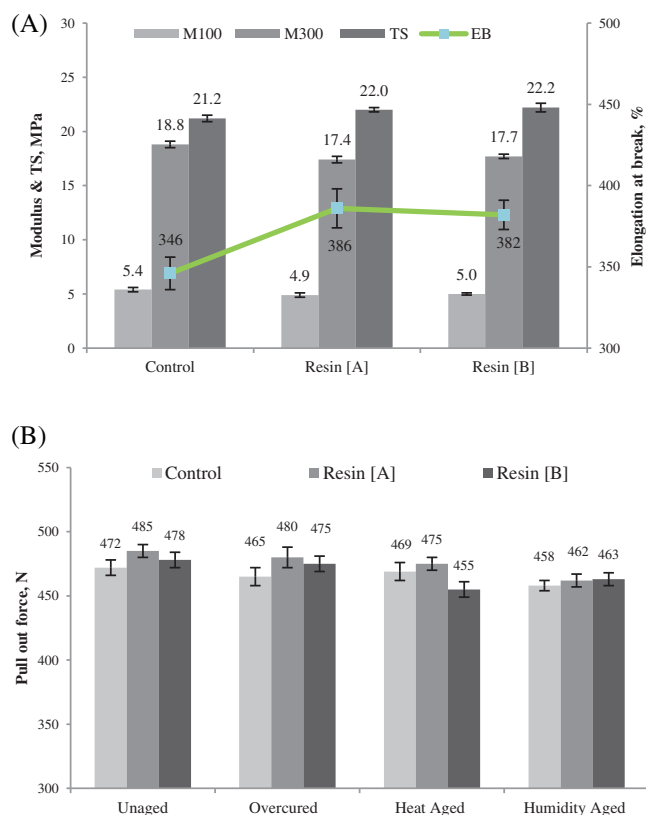 (A)
M100 M300 TS EB
30
25
20
15
10
5
0
Modulus & TS, MPa
500
450
400
350
300
Elongation at break, %
5.4 18.8 21.2 346
4.9 17.4 22.0 386
5.0 17.7 22.2 382
Control Resin [A] Resin [B]
(B)
Control Resin [A] Resin [B]
550
500
450
400
350
300
Pull out force, N
472 485 478
465 480 475
469 475 455
458 462 463
Unaged Overcured Heat Aged Humidity Aged